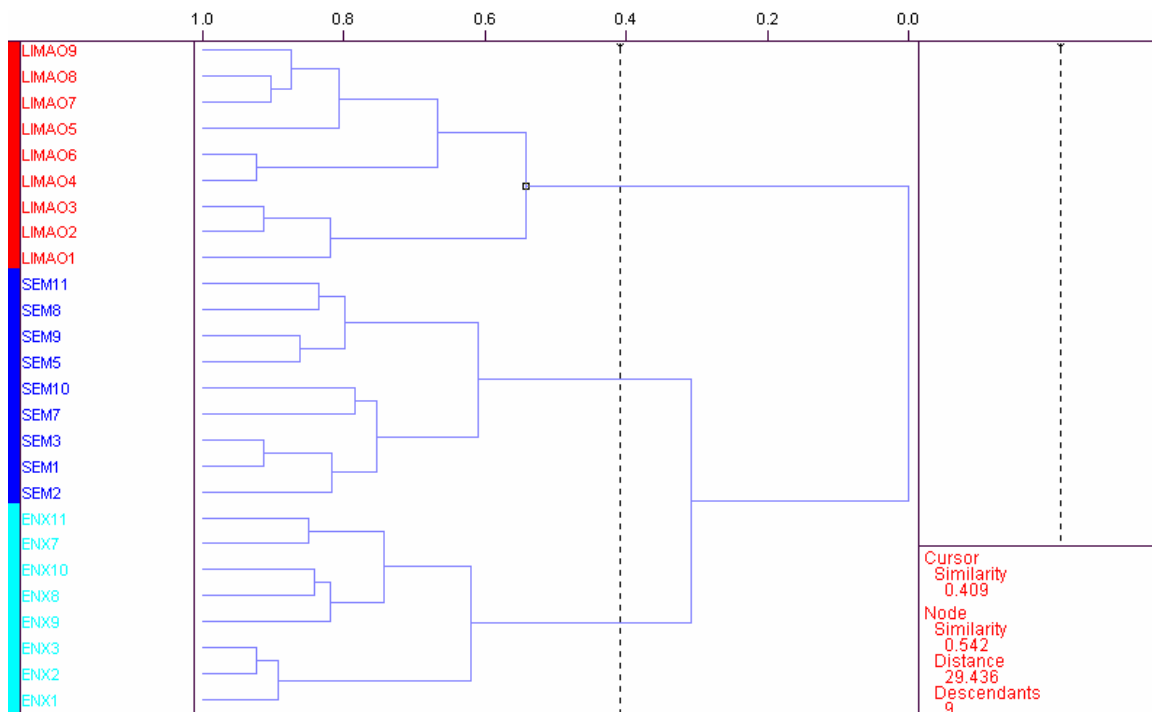 1.0 0.8 0.6 0.4 0.2 0.0
LIMAO9
LIMAO8
LIMAO7
LIMAO5
LIMAO6
LIMAO4
LIMAO3
LIMAO2
LIMAO1
SEM11
SEM8
SEM9
SEM5
SEM10
SEM7
SEM3
SEM1
SEM2
ENX11
ENX7
ENX10
ENX8
ENX9
ENX3
ENX2
ENX1
Cursor
Similarity
0.409
Node
Similarity
0.542
Distance
29.436
Descendants
9